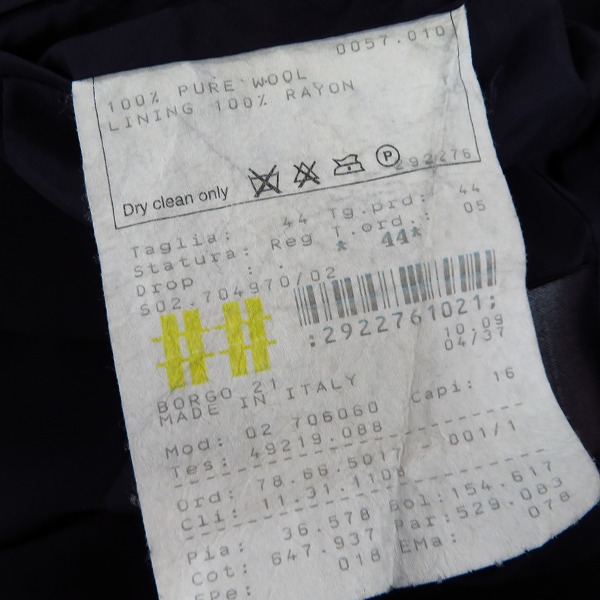 0057.010
100% PURE WOOL
LINING 100% RAYON
P
292276
Dry clean only
Taglia: 44 Tg.prd: 44
Statura: Reg T.ord.: 05
Drop : . * 44*
S02.704970/02
:2922761021;
10.09
04/37
BORGO 21
MADE IN ITALY
Mod: 02 706060 Capi: 16
Tes: 49219.088
Ord: 78.66.5017 - 001/1
Cli: 11.31.1108
Pia: 36.578 Bol:154.617
Cot: 647.937 Par:529.083
Epe: 018 EMa: 078